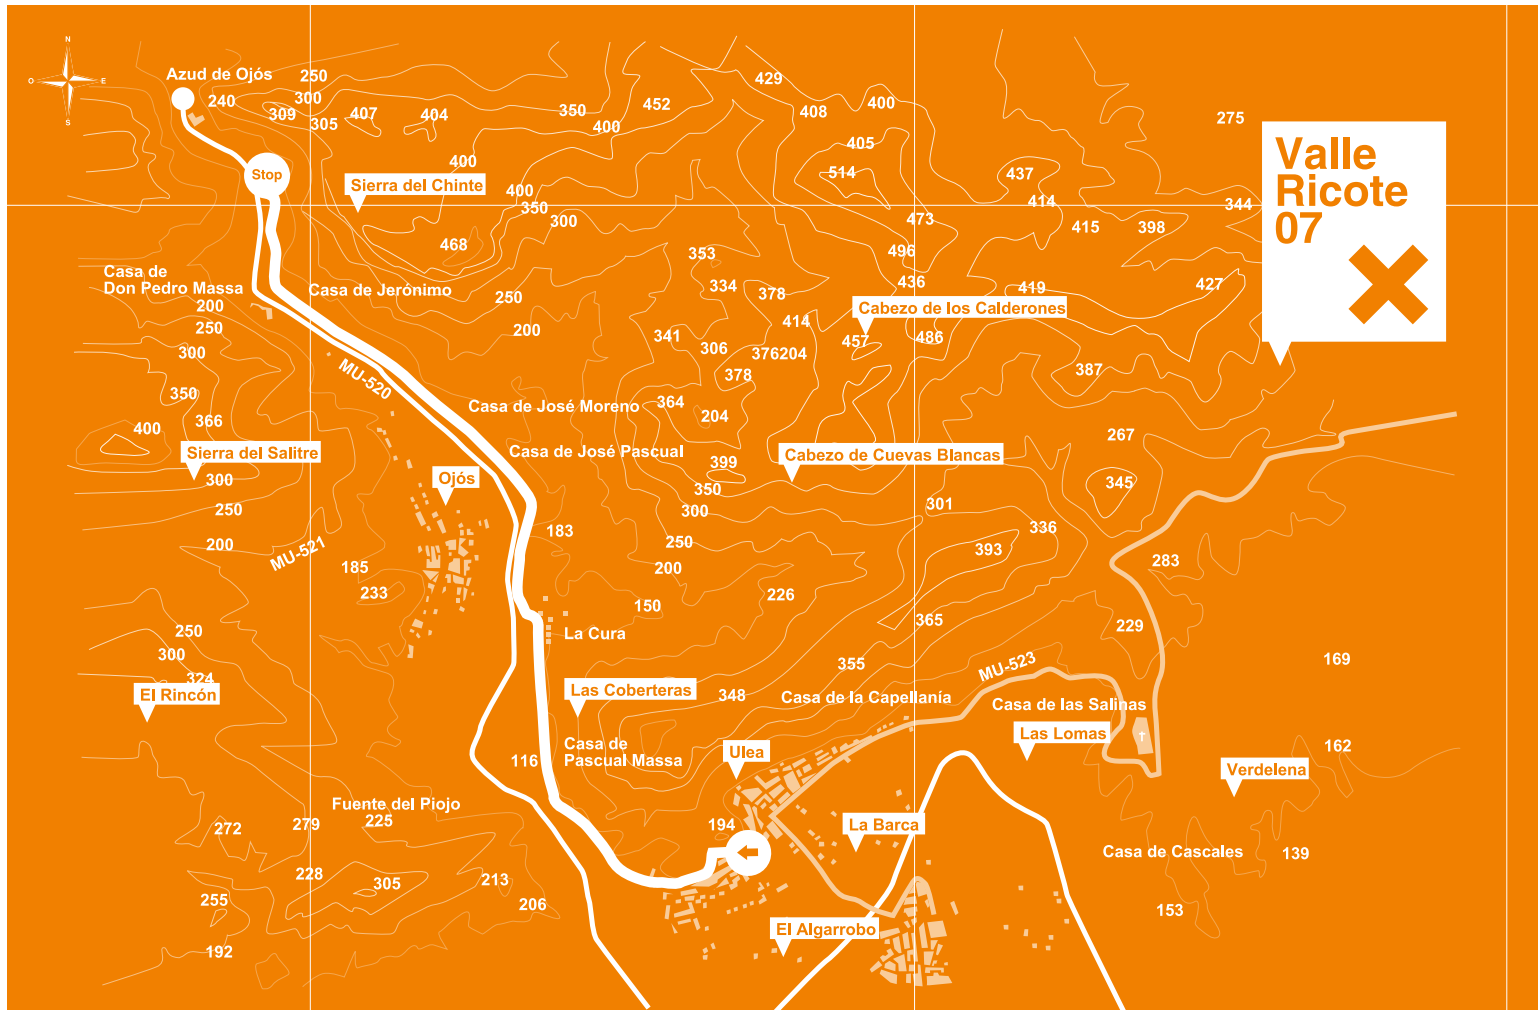 N
O
E
S
Azud de Ojós
250
240
300
309
305
407
404
350
452
400
429
408
400
405
275
Valle
Ricote
07
Stop
Sierra del Chinte
400
400
350
300
514
437
414
344
473
415
398
468
496
353
Casa de
Don Pedro Massa
Casa de Jerónimo
334
378
436
419
427
200
250
250
200
Cabezo de los Calderones
414
341
306
376204
457
486
300
MU-520
378
387
350
366
Casa de José Moreno
364
204
400
267
Sierra del Salitre
Casa de José Pascual
399
Cabezo de Cuevas Blancas
300
Ojós
350
345
250
300
301
336
183
200
MU-521
250
393
283
185
200
233
150
226
365
250
La Cura
229
300
355
MU-523
169
324
El Rincón
Las Coberteras
348
Casa de la Capellanía
Casa de las Salinas
Las Lomas
Casa de
Pascual Massa
116
Ulea
162
Verdelena
Fuente del Piojo
272
279
225
194
La Barca
Casa de Cascales
139
228
305
213
255
206
153
El Algarrobo
192